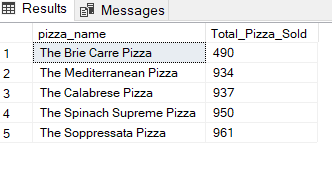 Results Messages
pizza_name Total_Pizza_Sold
1 The Brie Carre Pizza 490
2 The Mediterranean Pizza 934
3 The Calabrese Pizza 937
4 The Spinach Supreme Pizza 950
5 The Soppressata Pizza 961